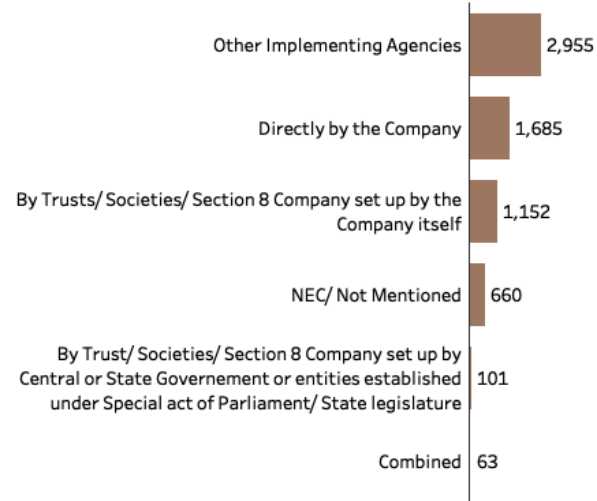 Other Implementing Agencies 2,955
Directly by the Company 1,685
By Trusts/ Societies/ Section 8 Company set up by the
Company itself 1,152
NEC/ Not Mentioned 660
By Trust/ Societies/ Section 8 Company set up by
Central or State Governement or entities established 101
under Special act of Parliament/ State legislature
Combined 63